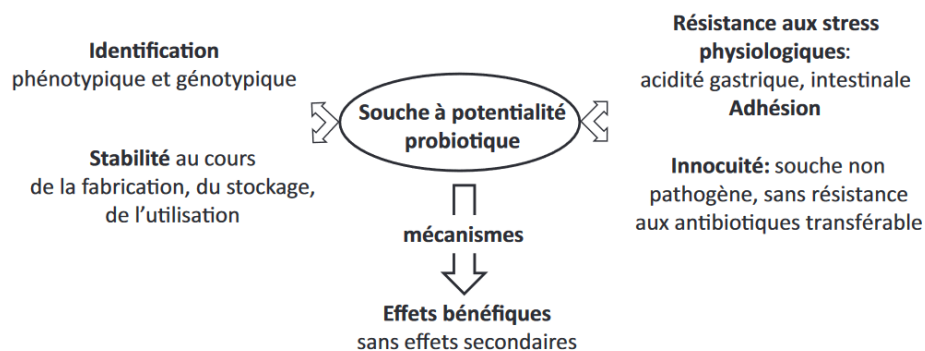 Identification
phénotypique et génotypique
Stabilité au cours
de la fabrication, du stockage,
de l’utilisation
Souche à potentialité
probiotique
Résistance aux stress
physiologiques:
acidité gastrique, intestinale
Adhésion
Innocuité: souche non
pathogène, sans résistance
aux antibiotiques transférable
mécanismes
Effets bénéfiques
sans effets secondaires